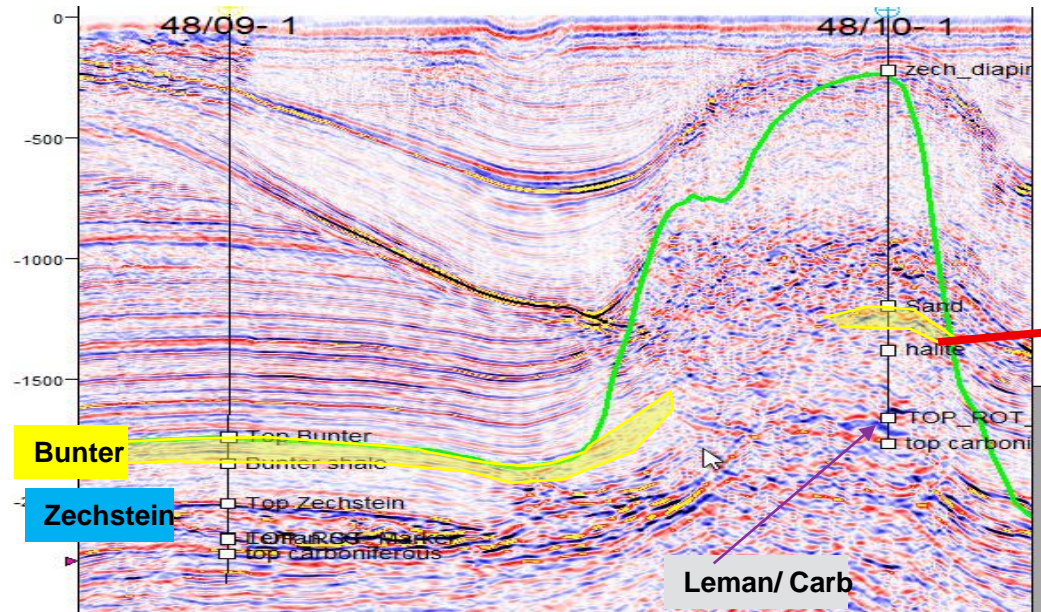 48/09- 1
48/10- 1
0
zech_diapir
-500
-1000
Sand
halite
-1500
TOP_ROT_
top carboni
Top Bunter
Bunter
Bunter shale
Top Zechstein
Zechstein
Marker
top carboniferous
Leman/ Carb